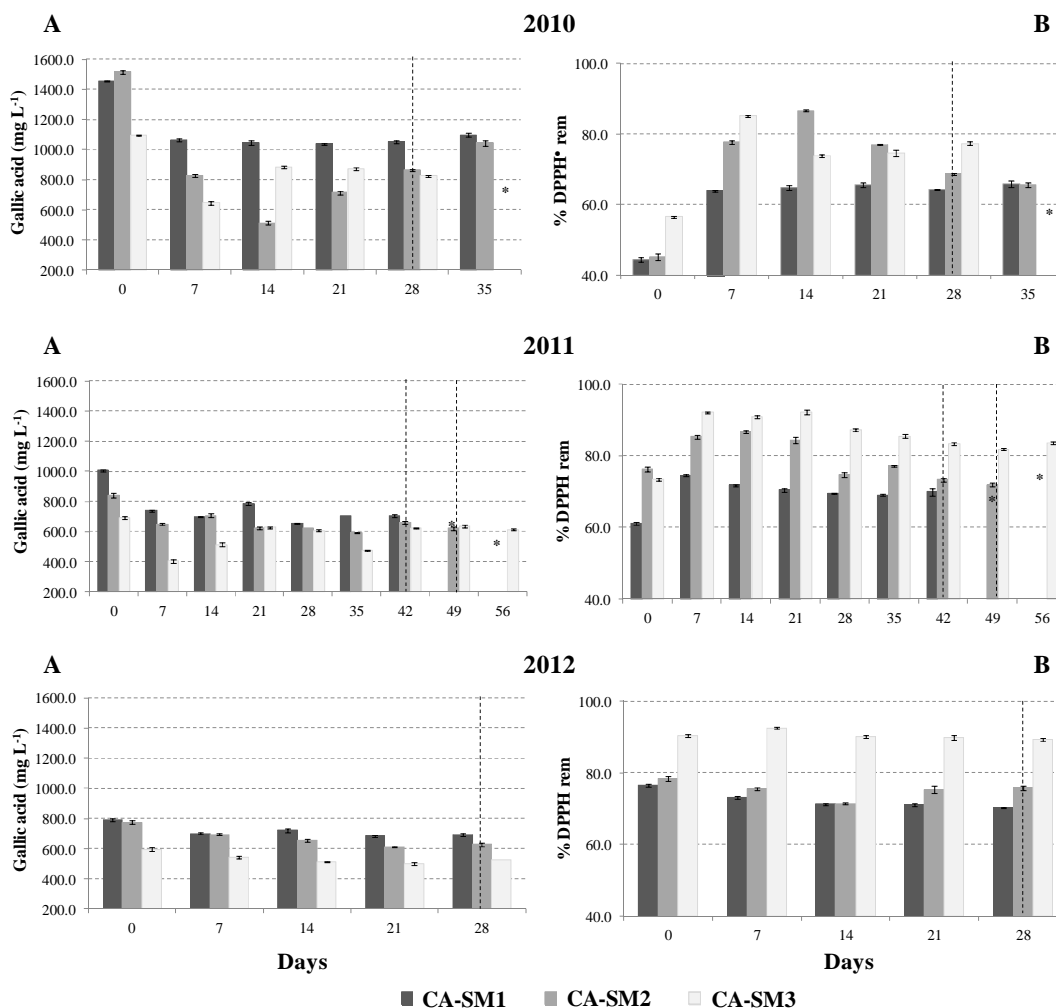 A 2010 B
Gallic acid (mg L-1)
1600.0
1400.0
1200.0
1000.0
800.0
600.0
400.0
200.0
0 7 14 21 28 35
*
% DPPH• rem
100.0
80.0
60.0
40.0
0 7 14 21 28 35
*
A 2011 B
Gallic acid (mg L-1)
1600.0
1400.0
1200.0
1000.0
800.0
600.0
400.0
200.0
0 7 14 21 28 35 42 49 56
* *
% DPPH rem
100.0
80.0
60.0
40.0
0 7 14 21 28 35 42 49 56
* *
A 2012 B
Gallic acid (mg L-1)
1600.0
1400.0
1200.0
1000.0
800.0
600.0
400.0
200.0
0 7 14 21 28
Days
% DPPH rem
100.0
80.0
60.0
40.0
0 7 14 21 28
Days
CA-SM1 CA-SM2 CA-SM3